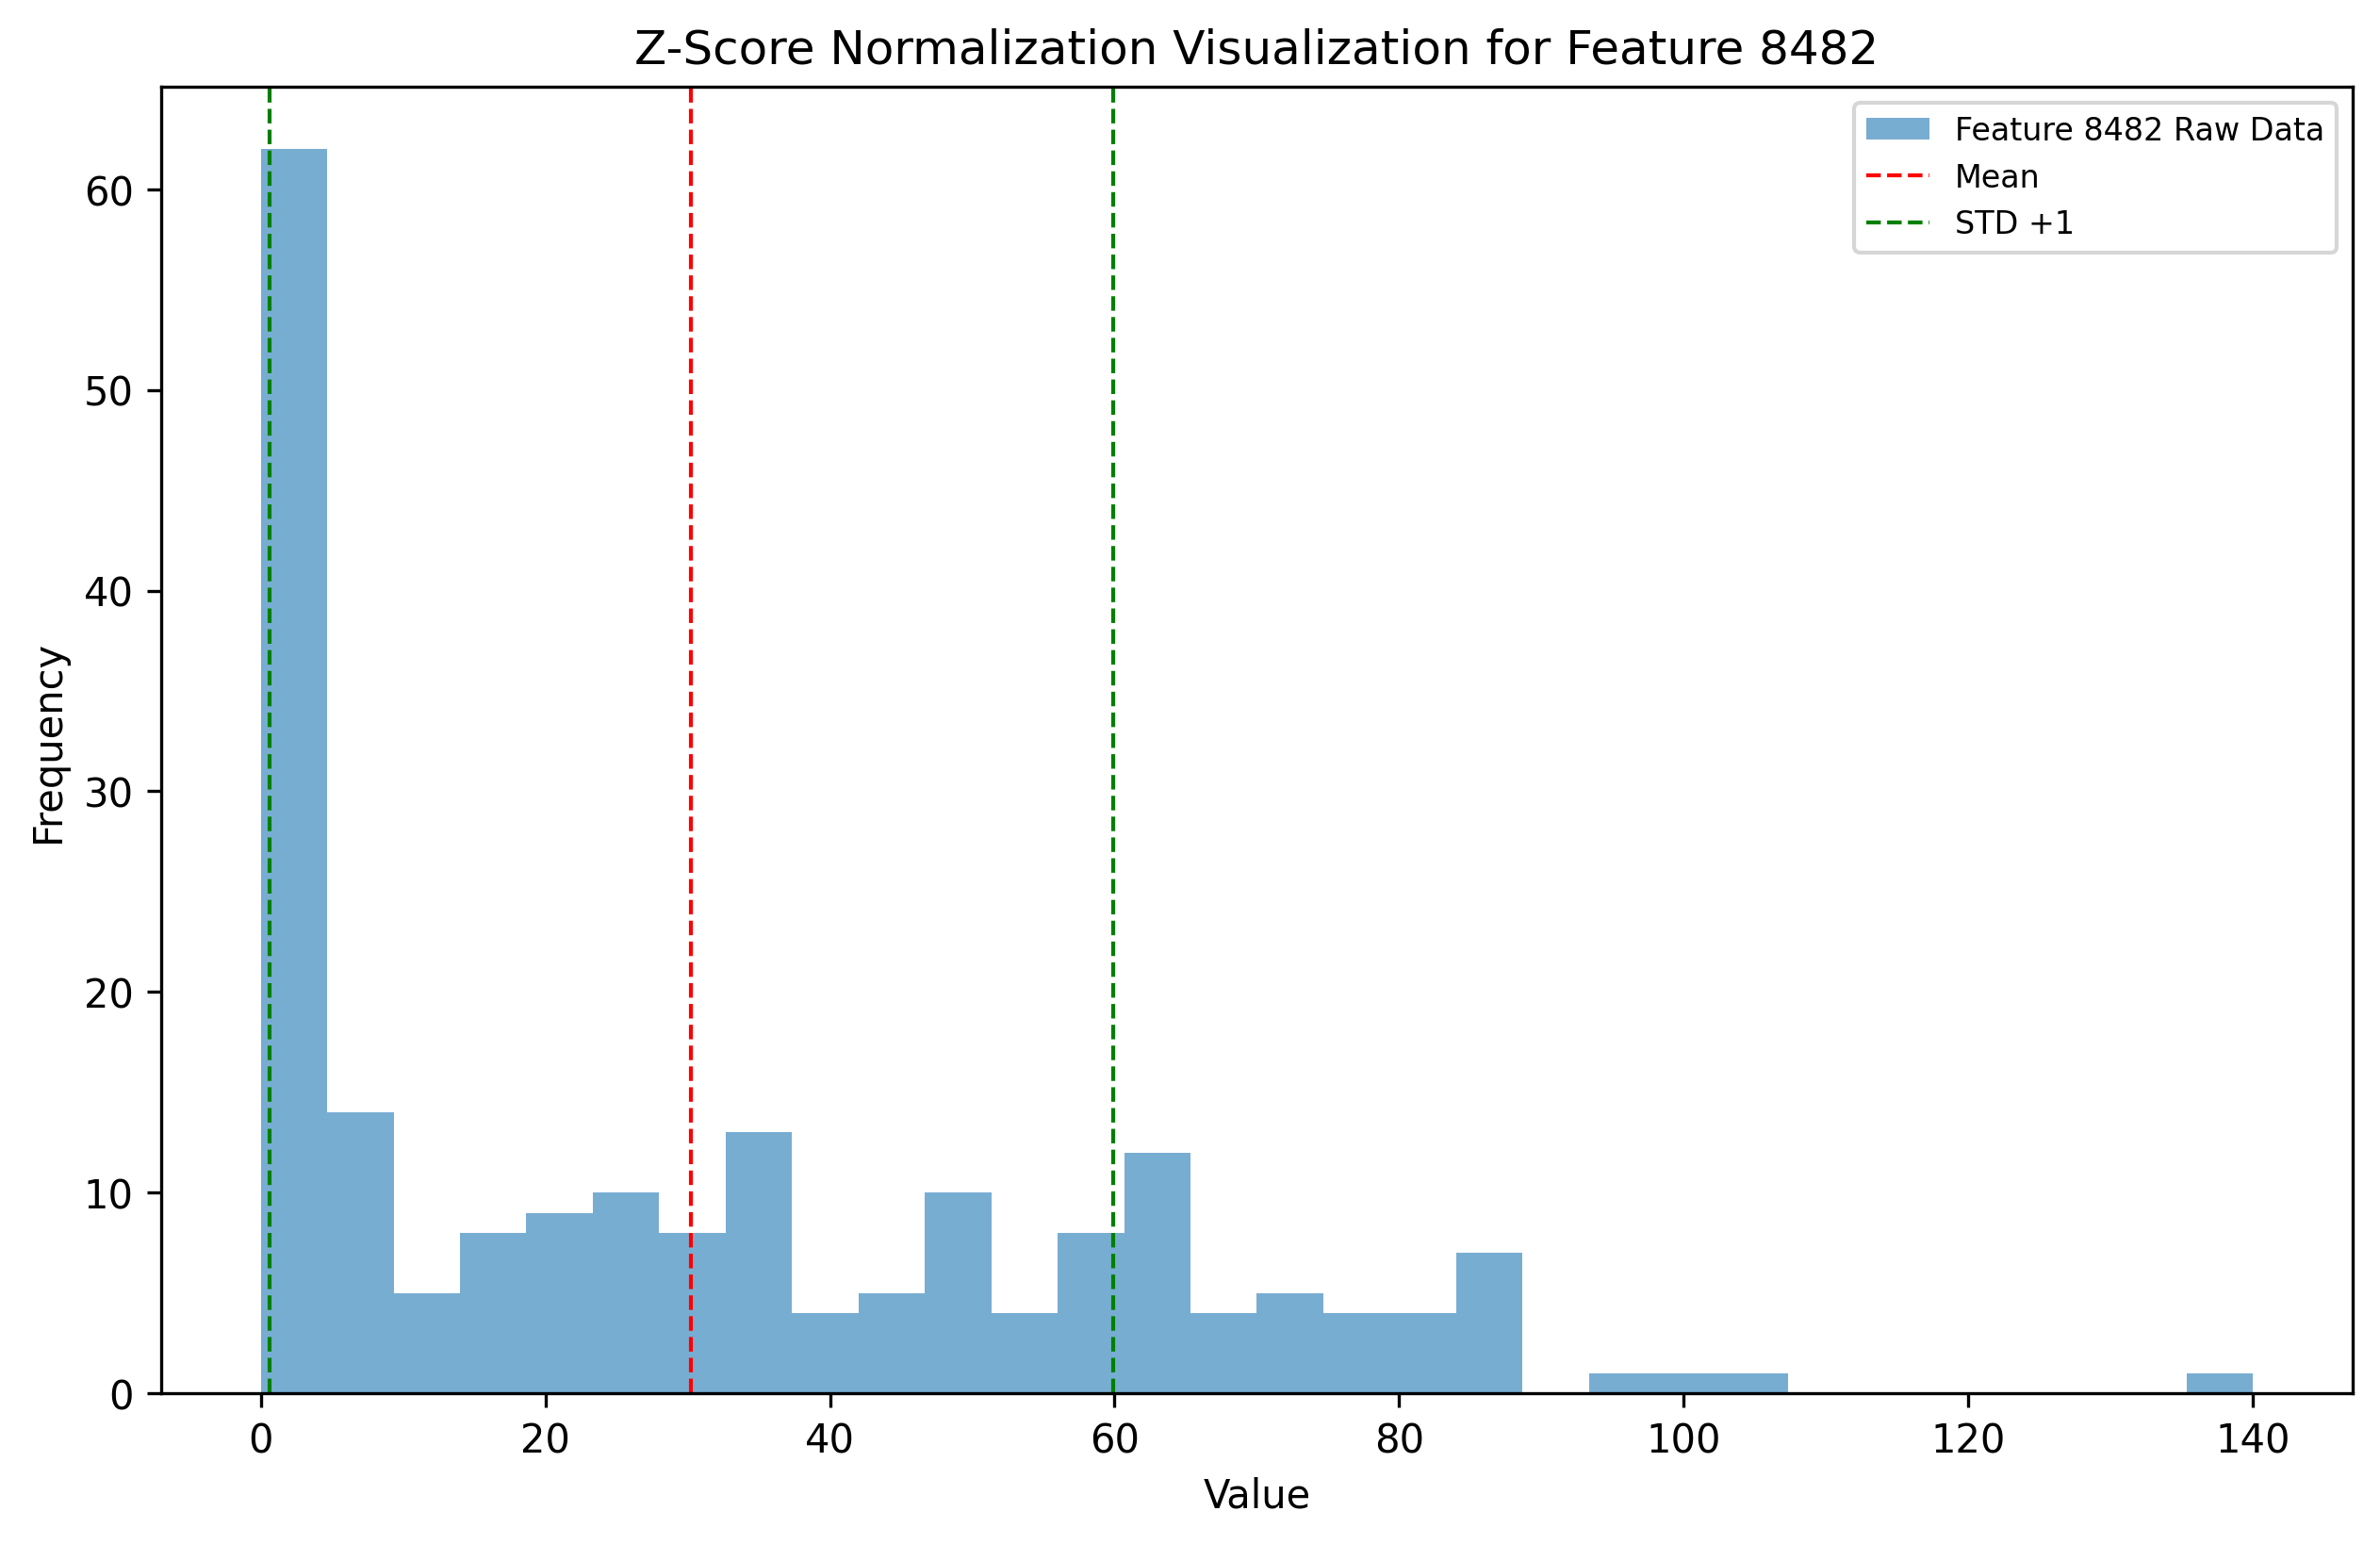 Z-Score Normalization Visualization for Feature 8482
Feature 8482 Raw Data
Mean
STD +1
Frequency
60
50
40
30
20
10
0
0 20 40 60 80 100 120 140
Value